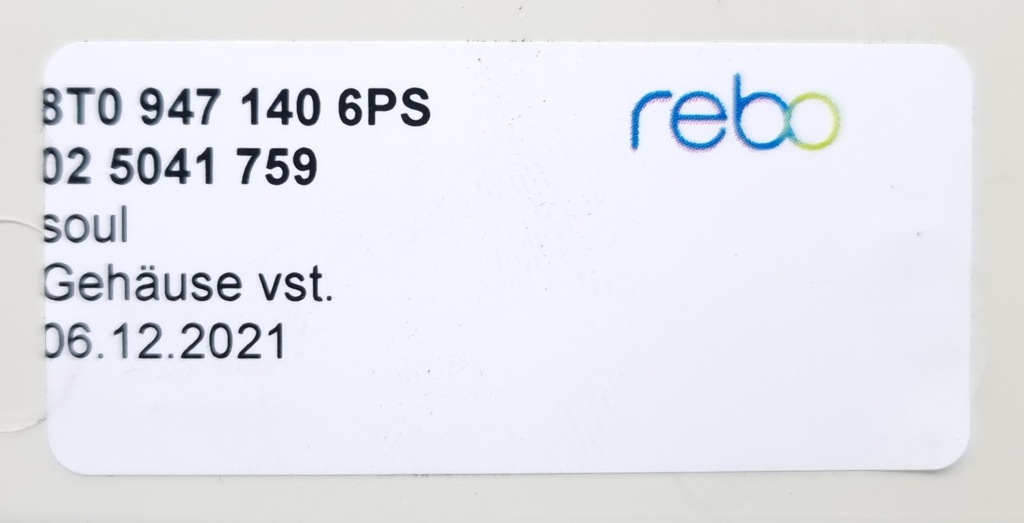 8T0 947 140 6PS
rebo
02 5041 759
soul
Gehäuse vst.
06.12.2021